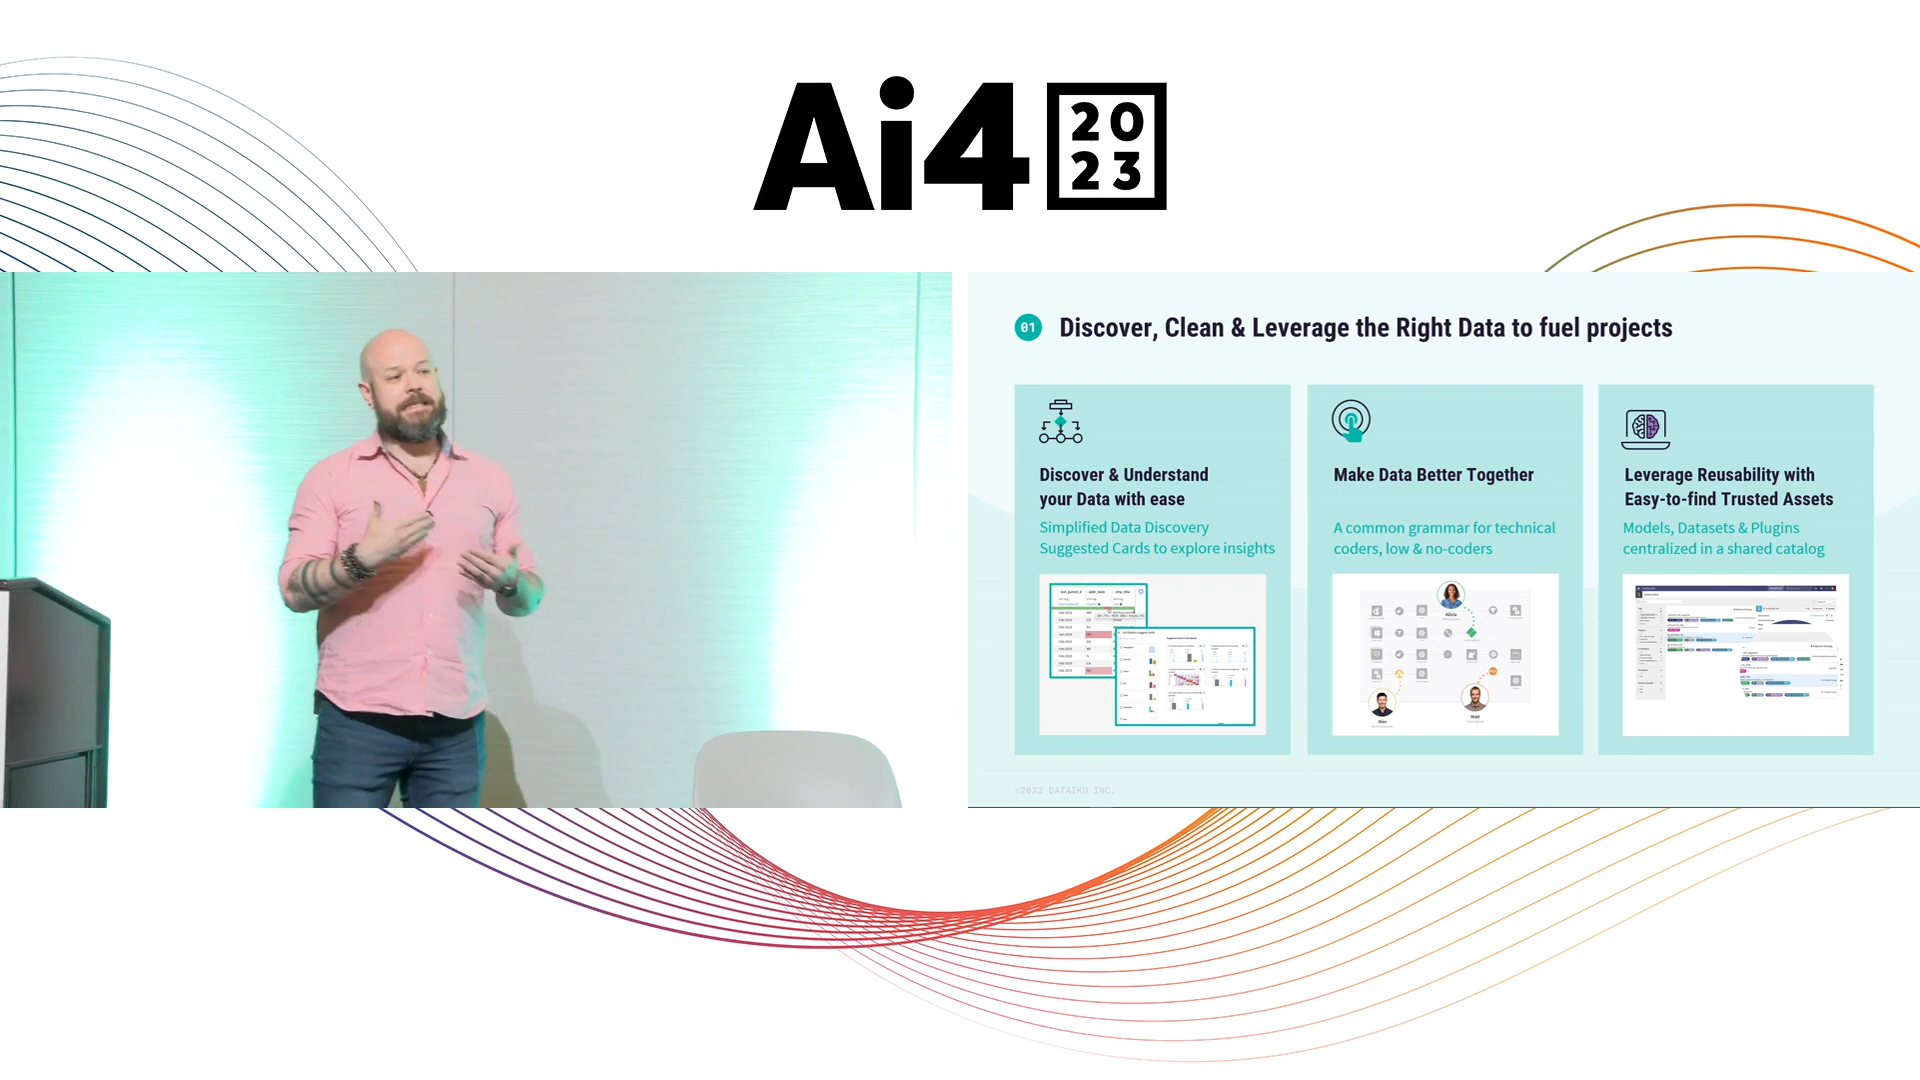 Ai4 20
23
01 Discover, Clean & Leverage the Right Data to fuel projects
Discover & Understand
your Data with ease
Simplified Data Discovery
Suggested Cards to explore insights
Make Data Better Together
A common grammar for technical
coders, low & no-coders
Alicia
Alex
Matt
Leverage Reusability with
Easy-to-find Trusted Assets
Models, Datasets & Plugins
centralized in a shared catalog
©2023 DATAIKU INC.